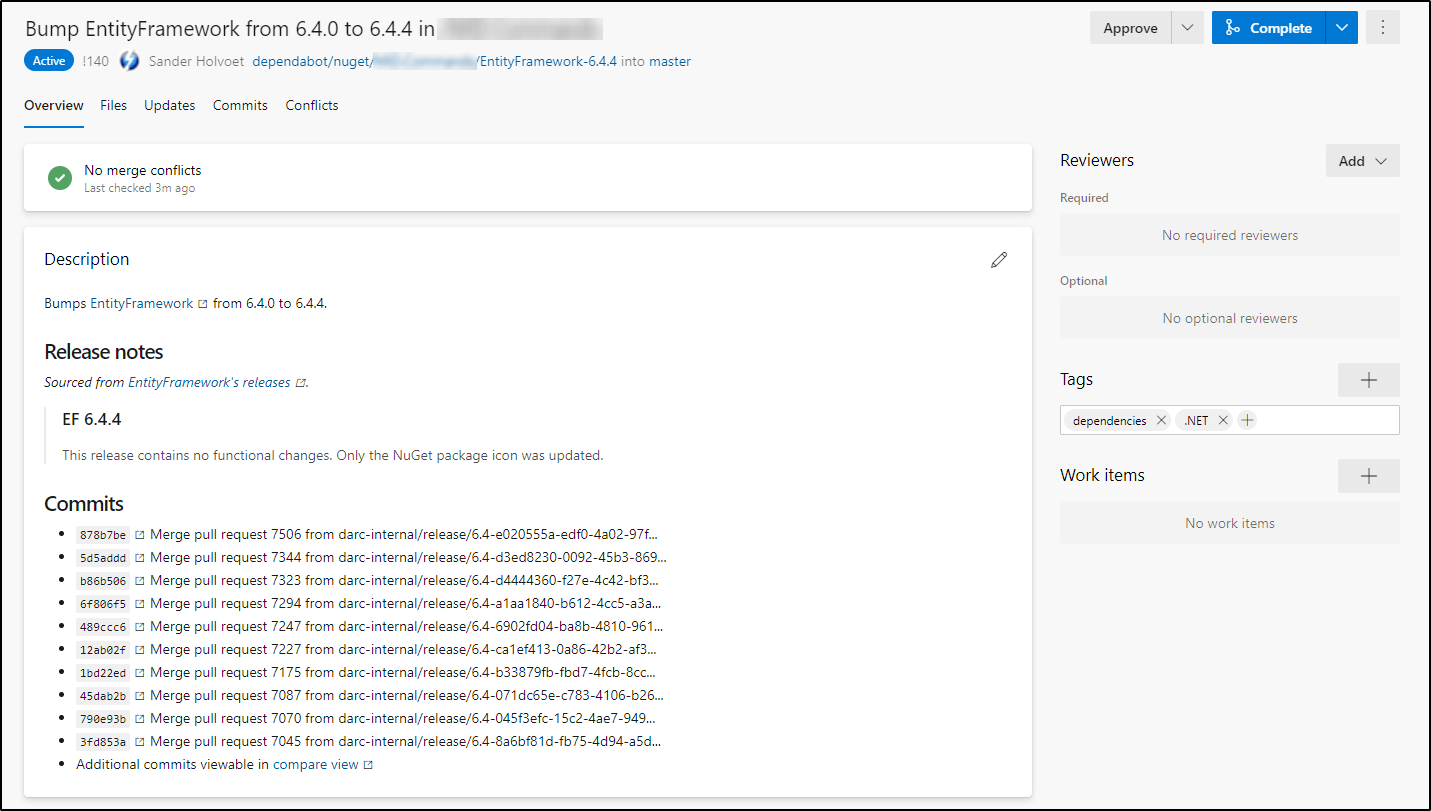 Bump EntityFramework from 6.4.0 to 6.4.4 in
Approve
Complete
Active !140 Sander Holvoet dependabot/nuget/ /EntityFramework-6.4.4 into master
Overview Files Updates Commits Conflicts
No merge conflicts
Last checked 3m ago
Description
Bumps EntityFramework from 6.4.0 to 6.4.4.
Release notes
Sourced from EntityFramework's releases .
EF 6.4.4
This release contains no functional changes. Only the NuGet package icon was updated.
Commits
878b7be Merge pull request 7506 from darc-internal/release/6.4-e020555a-edf0-4a02-97f...
5d5addd Merge pull request 7344 from darc-internal/release/6.4-d3ed8230-0092-45b3-869...
b86b506 Merge pull request 7323 from darc-internal/release/6.4-d4444360-f27e-4c42-bf3...
6f806f5 Merge pull request 7294 from darc-internal/release/6.4-a1aa1840-b612-4cc5-a3a...
489ccc6 Merge pull request 7247 from darc-internal/release/6.4-6902fd04-ba8b-4810-961...
12ab02f Merge pull request 7227 from darc-internal/release/6.4-ca1ef413-0a86-42b2-af3...
1bd22ed Merge pull request 7175 from darc-internal/release/6.4-b33879fb-fbd7-4fcb-8cc...
45dab2b Merge pull request 7087 from darc-internal/release/6.4-071dc65e-c783-4106-b26...
790e93b Merge pull request 7070 from darc-internal/release/6.4-045f3efc-15c2-4ae7-949...
3fd853a Merge pull request 7045 from darc-internal/release/6.4-8a6bf81d-fb75-4d94-a5d...
Additional commits viewable in compare view
Reviewers
Add
Required
No required reviewers
Optional
No optional reviewers
Tags
dependencies .NET
Work items
No work items